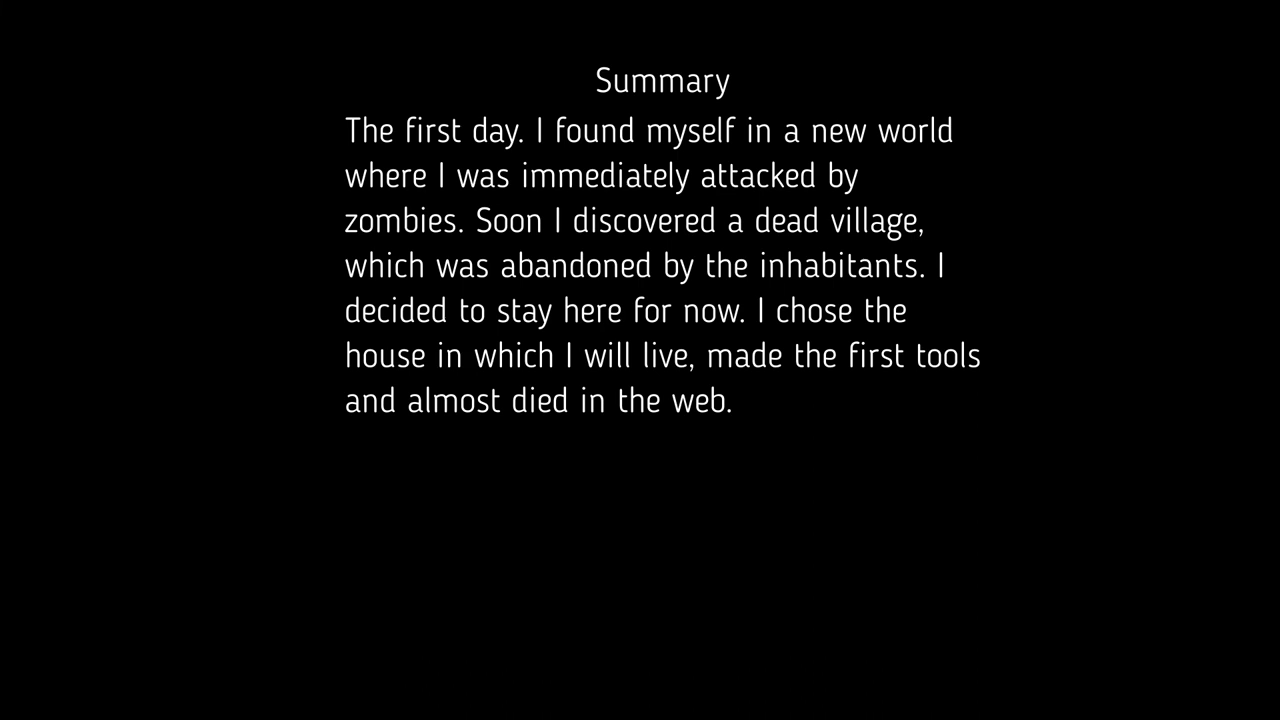 Summary
The first day. I found myself in a new world
where I was immediately attacked by
zombies. Soon I discovered a dead village,
which was abandoned by the inhabitants. I
decided to stay here for now. I chose the
house in which I will live, made the first tools
and almost died in the web.